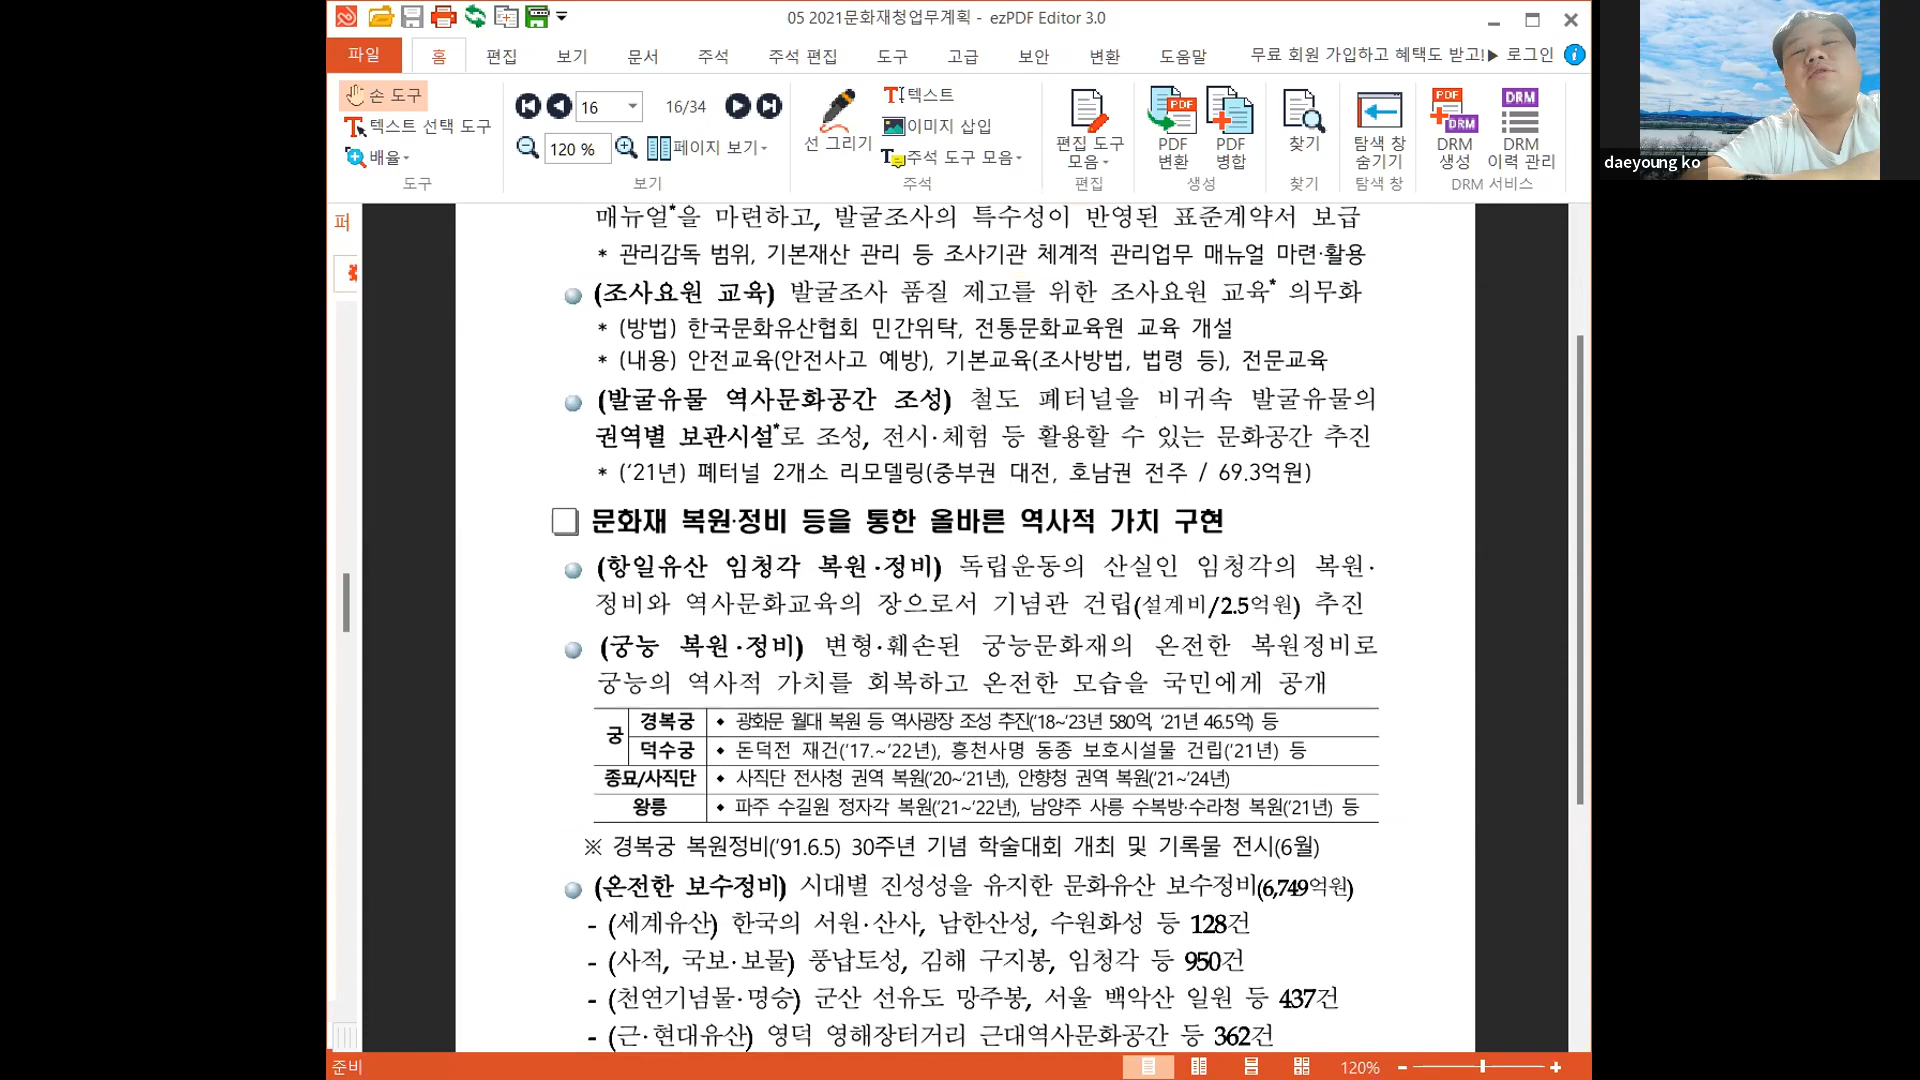 05 2021문화재청업무계획 - ezPDF Editor 3.0
파일 홈 편집 보기 문서 주석 주석 편집 도구 고급 보안 변환 도움말 무료 회원 가입하고 혜택도 받고!▶ 로그인
손 도구
텍스트 선택 도구
배율
도구
16 16/34
120 % 페이지 보기
보기
선 그리기
텍스트
이미지 삽입
주석 도구 모음
주석
편집 도구 모음
편집
PDF 변환
PDF 병합
생성
찾기
찾기
탐색 창 숨기기
탐색 창
DRM 생성
DRM 이력 관리
DRM 서비스
daeyoung ko
매뉴얼*을 마련하고, 발굴조사의 특수성이 반영된 표준계약서 보급
* 관리감독 범위, 기본재산 관리 등 조사기관 체계적 관리업무 매뉴얼 마련·활용
(조사요원 교육) 발굴조사 품질 제고를 위한 조사요원 교육* 의무화
* (방법) 한국문화유산협회 민간위탁, 전통문화교육원 교육 개설
* (내용) 안전교육(안전사고 예방), 기본교육(조사방법, 법령 등), 전문교육
(발굴유물 역사문화공간 조성) 철도 폐터널을 비귀속 발굴유물의
권역별 보관시설*로 조성, 전시·체험 등 활용할 수 있는 문화공간 추진
* ('21년) 폐터널 2개소 리모델링(중부권 대전, 호남권 전주 / 69.3억원)
□ 문화재 복원·정비 등을 통한 올바른 역사적 가치 구현
(항일유산 임청각 복원·정비) 독립운동의 산실인 임청각의 복원·
정비와 역사문화교육의 장으로서 기념관 건립(설계비/2.5억원) 추진
(궁능 복원·정비) 변형·훼손된 궁능문화재의 온전한 복원정비로
궁능의 역사적 가치를 회복하고 온전한 모습을 국민에게 공개
궁 경복궁 ◆ 광화문 월대 복원 등 역사광장 조성 추진('18~'23년 580억, '21년 46.5억) 등
덕수궁 ◆ 돈덕전 재건('17.~'22년), 흥천사명 동종 보호시설물 건립('21년) 등
종묘/사직단 ◆ 사직단 전사청 권역 복원('20~'21년), 안향청 권역 복원('21~'24년)
왕릉 ◆ 파주 수길원 정자각 복원('21~'22년), 남양주 사릉 수복방·수라청 복원('21년) 등
※ 경복궁 복원정비('91.6.5) 30주년 기념 학술대회 개최 및 기록물 전시(6월)
(온전한 보수정비) 시대별 진성성을 유지한 문화유산 보수정비(6,749억원)
- (세계유산) 한국의 서원·산사, 남한산성, 수원화성 등 128건
- (사적, 국보·보물) 풍납토성, 김해 구지봉, 임청각 등 950건
- (천연기념물·명승) 군산 선유도 망주봉, 서울 백악산 일원 등 437건
- (근·현대유산) 영덕 영해장터거리 근대역사문화공간 등 362건
준비 120%